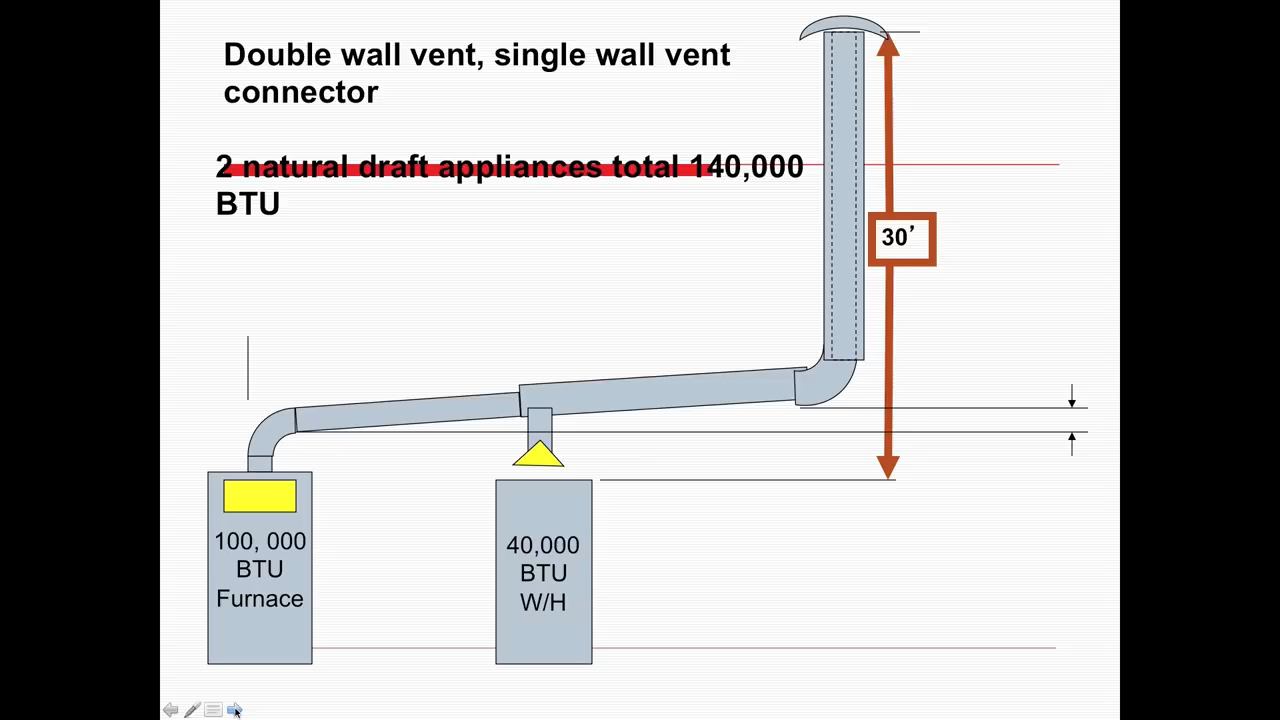 Double wall vent, single wall vent
connector
2 natural draft appliances total 140,000
BTU
30’
100, 000
BTU
Furnace
40,000
BTU
W/H